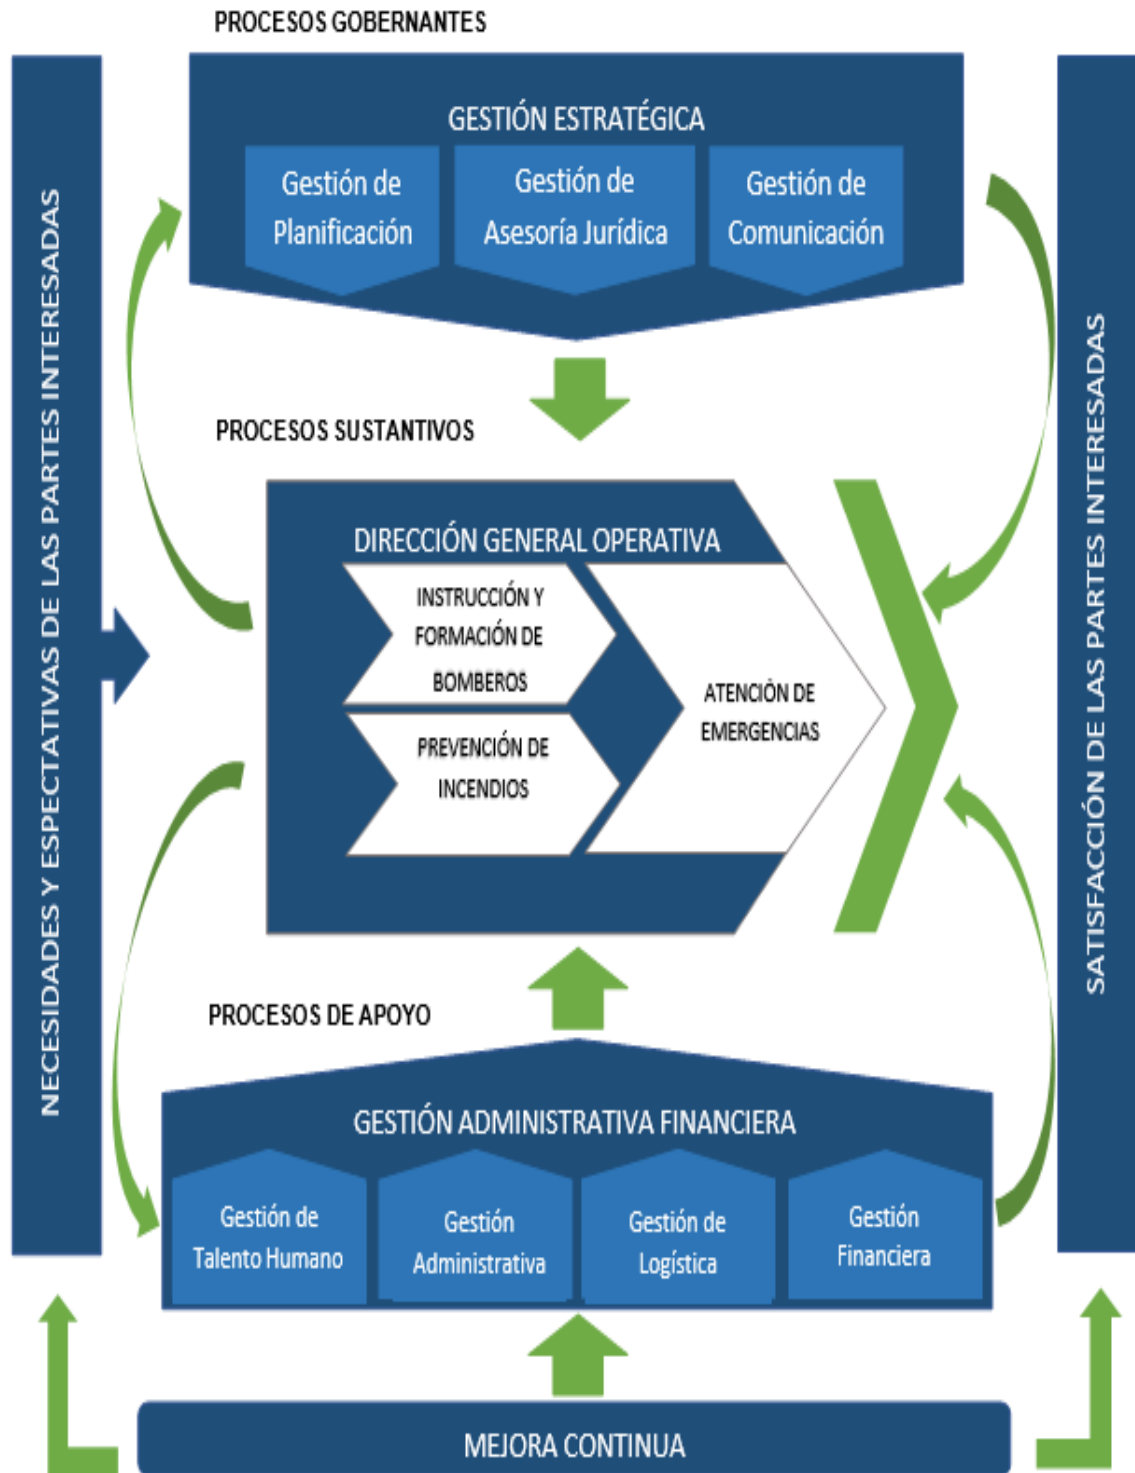 PROCESOS GOBERNANTES
NECESIDADES Y ESPECTATIVAS DE LAS PARTES INTERESADAS
GESTIÓN ESTRATÉGICA
Gestión de
Planificación
Gestión de
Asesoría Jurídica
Gestión de
Comunicación
PROCESOS SUSTANTIVOS
DIRECCIÓN GENERAL OPERATIVA
INSTRUCCIÓN Y
FORMACIÓN DE
BOMBEROS
PREVENCIÓN DE
INCENDIOS
ATENCIÓN DE
EMERGENCIAS
SATISFACCIÓN DE LAS PARTES INTERESADAS
PROCESOS DE APOYO
GESTIÓN ADMINISTRATIVA FINANCIERA
Gestión de
Talento Humano
Gestión
Administrativa
Gestión de
Logística
Gestión
Financiera
MEJORA CONTINUA